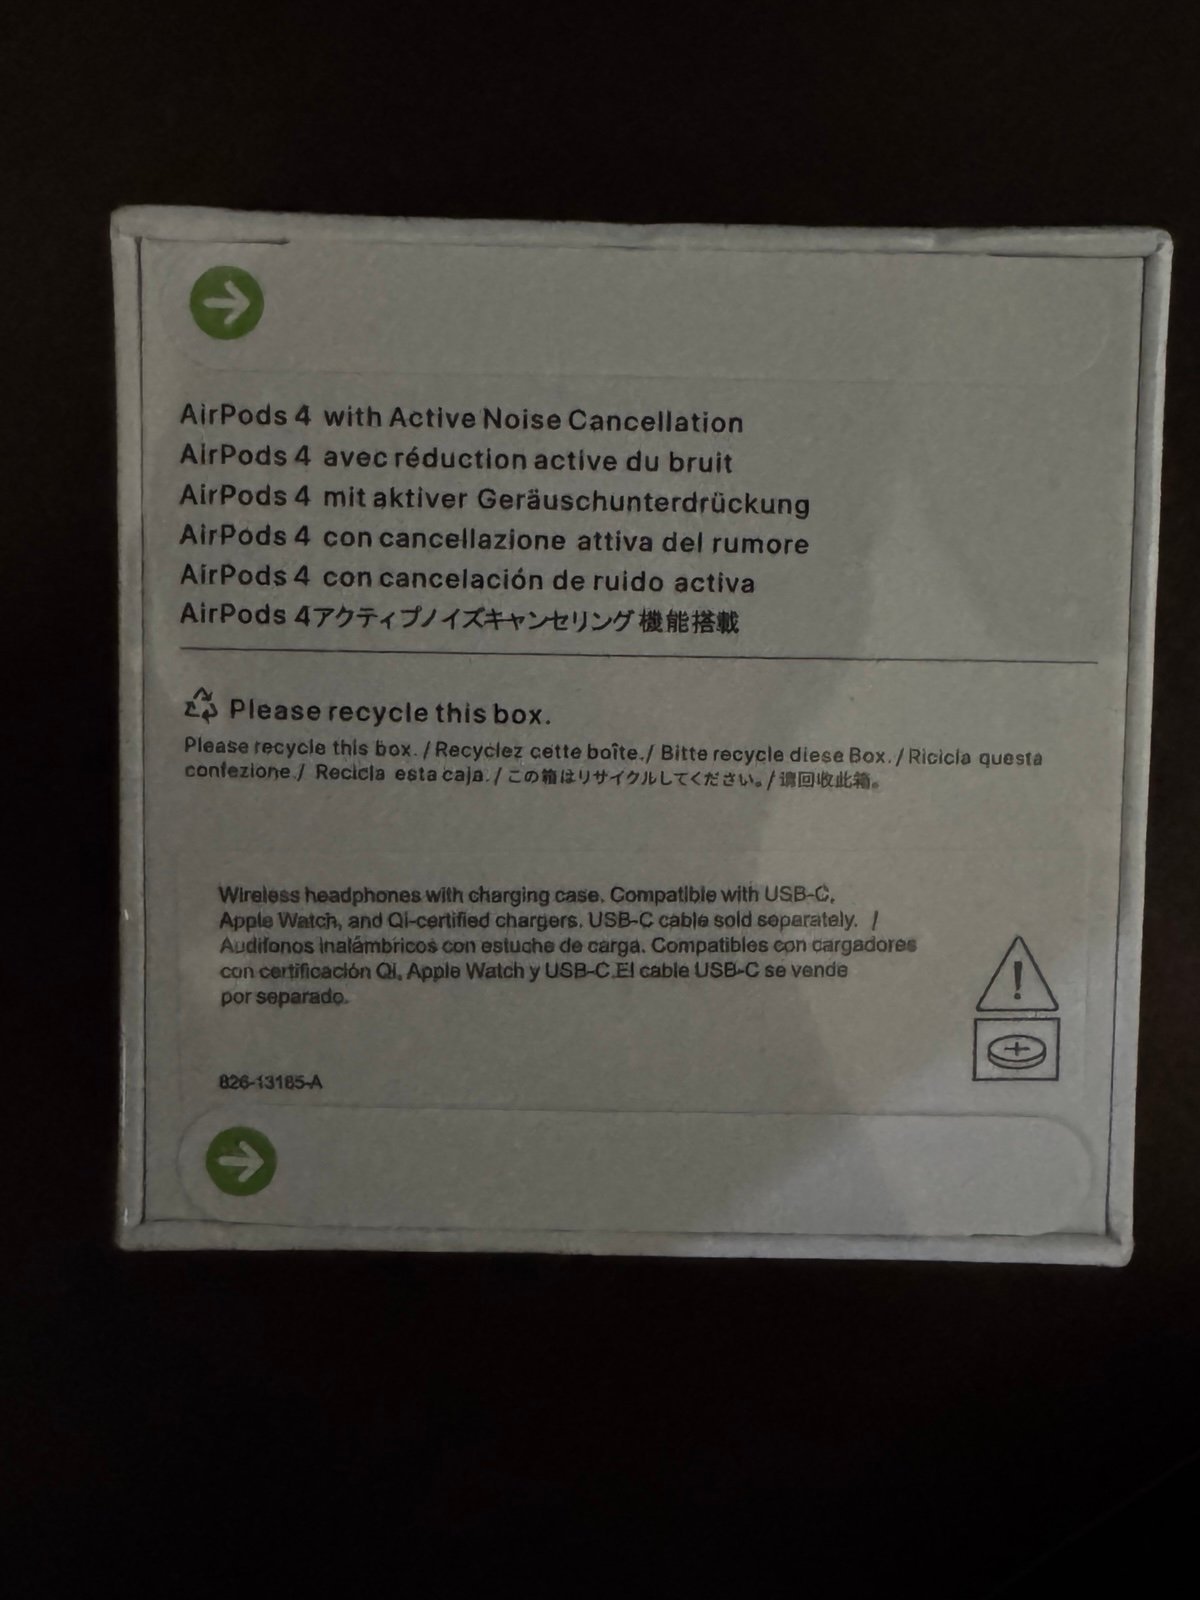 AirPods 4 with Active Noise Cancellation
AirPods 4 avec réduction active du bruit
AirPods 4 mit aktiver Geräuschunterdrückung
AirPods 4 con cancellazione attiva del rumore
AirPods 4 con cancelación de ruido activa
AirPods 4アクティブノイズキャンセリング機能搭載
Please recycle this box.
Please recycle this box. / Recyclez cette boîte. / Bitte recycle diese Box. / Ricicla questa
confezione / Recicla esta caja. / この箱はリサイクルしてください。/ 请回收此箱。
Wireless headphones with charging case. Compatible with USB-C,
Apple Watch, and Qi-certified chargers. USB-C cable sold separately. /
Audífonos inalámbricos con estuche de carga. Compatibles con cargadores
con certificación Qi, Apple Watch y USB-C.El cable USB-C se vende
por separado.
826-13185-A